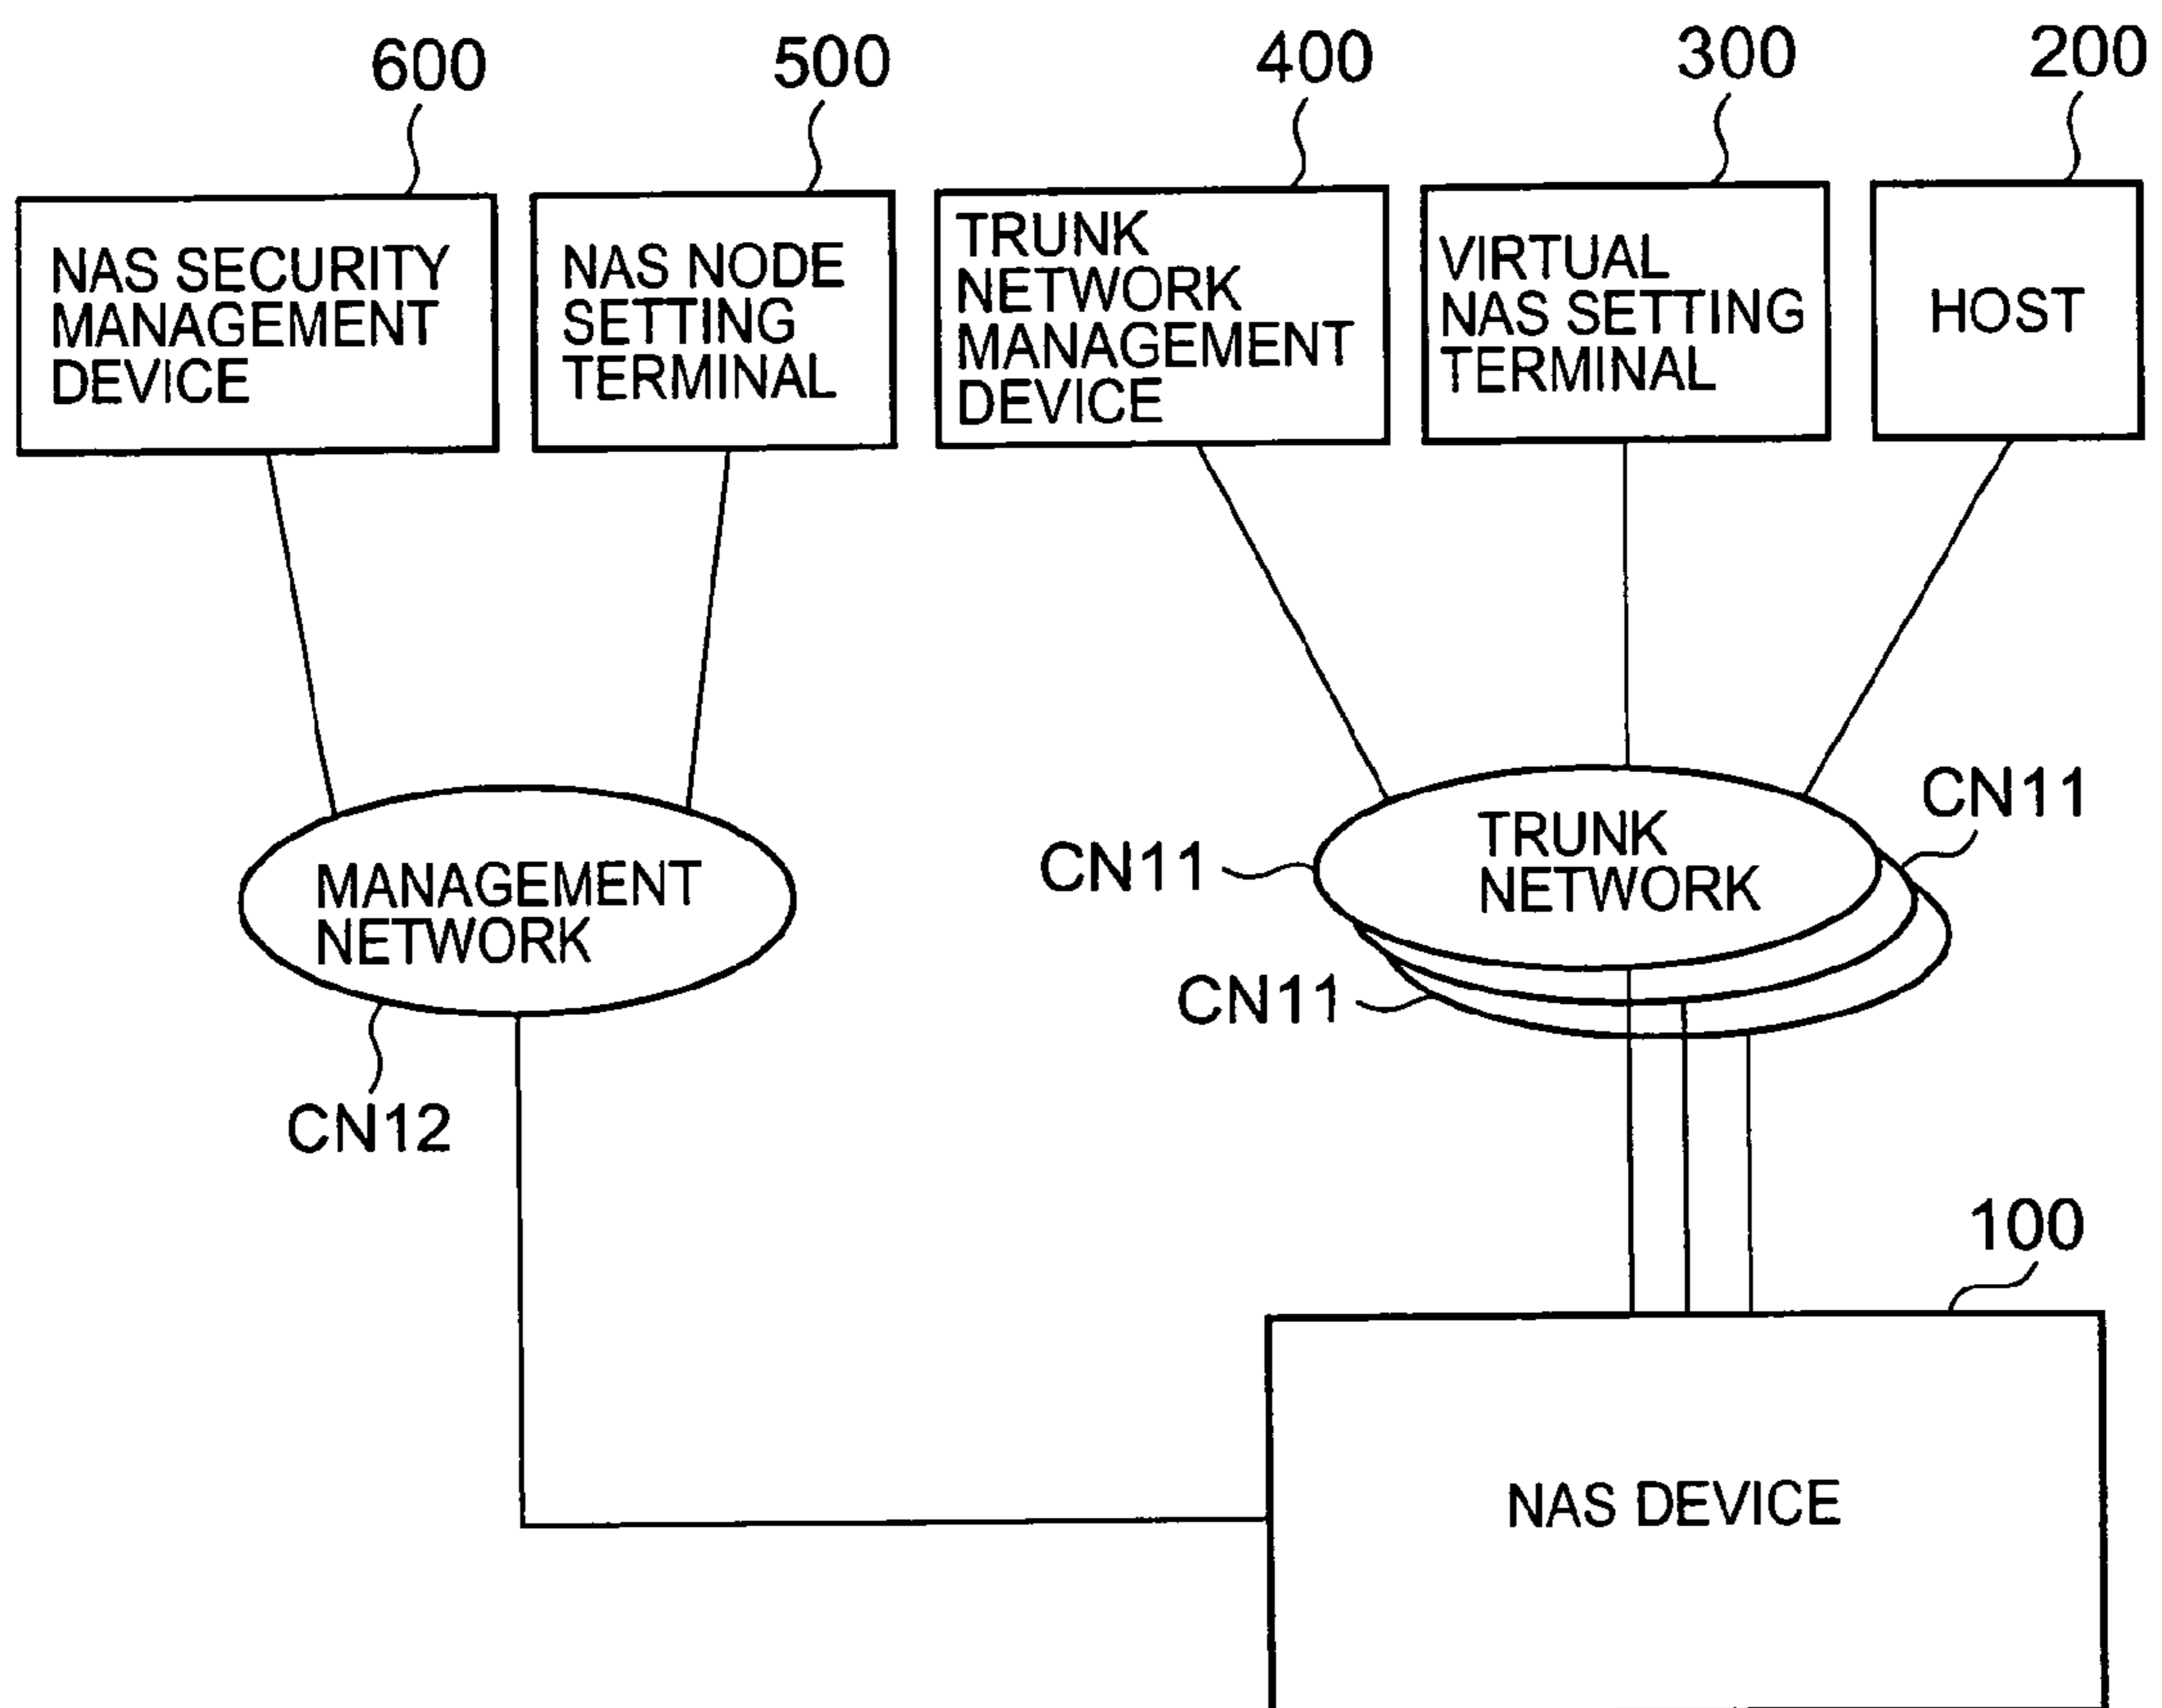 600
500
400
300
200
NAS SECURITY
MANAGEMENT
DEVICE
NAS NODE
SETTING
TERMINAL
TRUNK
NETWORK
MANAGEMENT
DEVICE
VIRTUAL
NAS SETTING
TERMINAL
HOST
MANAGEMENT
NETWORK
CN12
TRUNK
NETWORK
CN11
CN11
CN11
100
NAS DEVICE